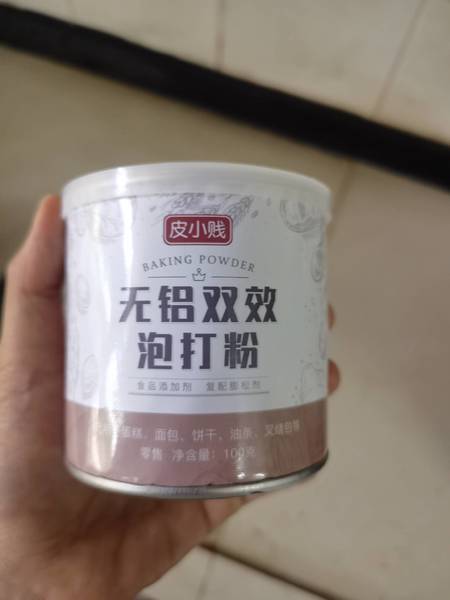 皮小贱
BAKING POWDER
无铝双效
泡打粉
食品添加剂 复配膨松剂
蛋糕、面包、饼干、油条、叉烧包等
零售 净含量：100克